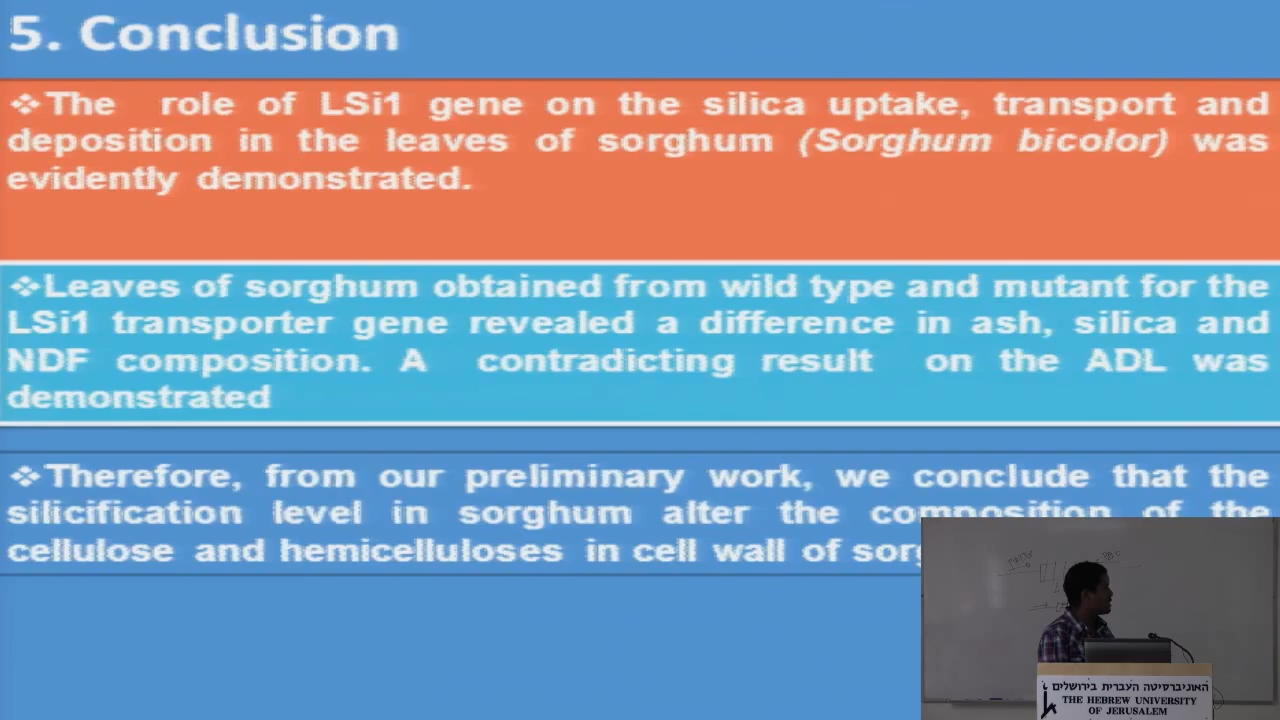 5. Conclusion
❖The role of LSi1 gene on the silica uptake, transport and
deposition in the leaves of sorghum (Sorghum bicolor) was
evidently demonstrated.
❖Leaves of sorghum obtained from wild type and mutant for the
LSi1 transporter gene revealed a difference in ash, silica and
NDF composition. A contradicting result on the ADL was
demonstrated
❖Therefore, from our preliminary work, we conclude that the
silicification level in sorghum alter the composition of the
cellulose and hemicelluloses in cell wall of
האוניברסיטה העברית בירושלים
THE HEBREW UNIVERSITY
OF JERUSALEM